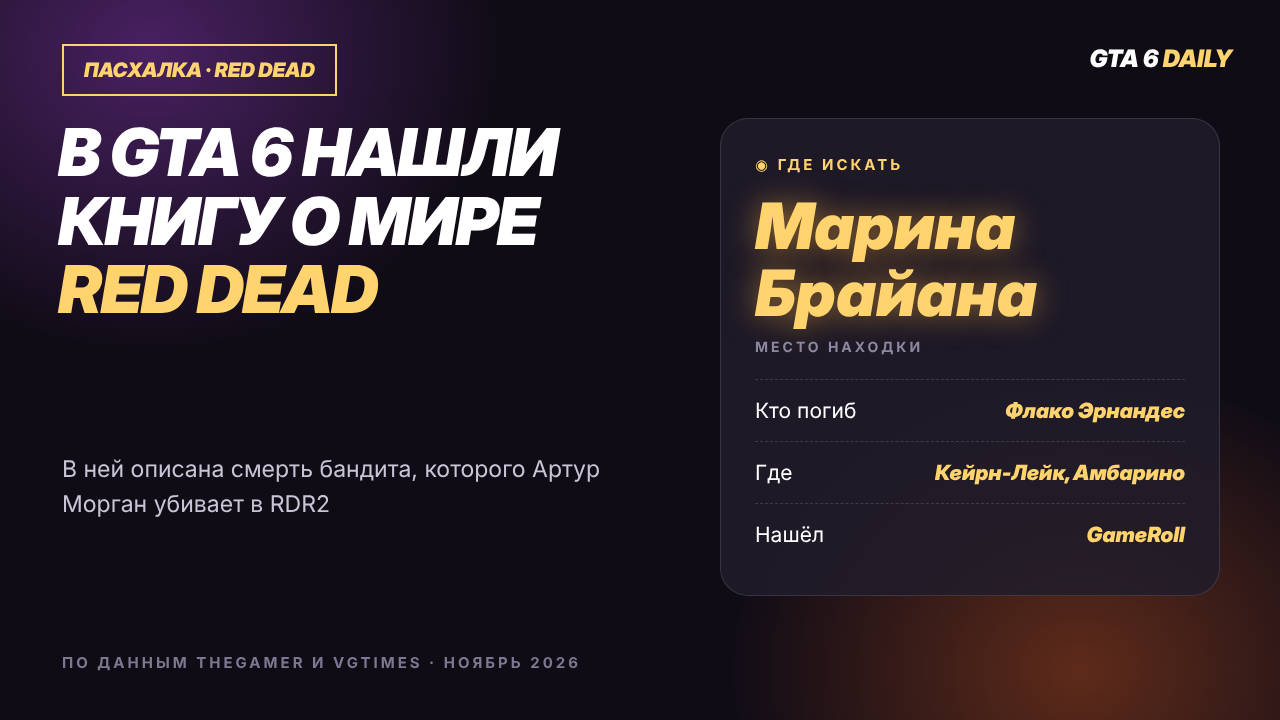 ПАСХАЛКА · RED DEAD
GTA 6 DAILY
В GTA 6 НАШЛИ
КНИГУ О МИРЕ
RED DEAD
В ней описана смерть бандита, которого Артур
Морган убивает в RDR2
◉ ГДЕ ИСКАТЬ
Марина
Брайана
МЕСТО НАХОДКИ
Кто погиб Флако Эрнандес
Где Кейрн-Лейк, Амбарино
Нашёл GameRoll
ПО ДАННЫМ THEGAMER И VGTIMES · НОЯБРЬ 2026